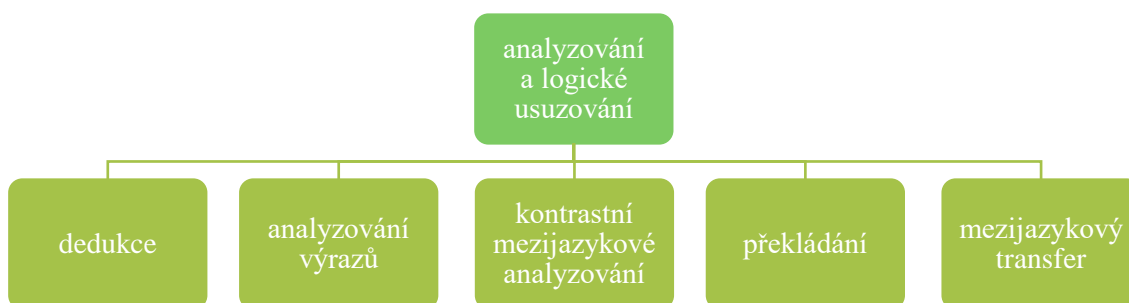 analyzování
a logické
usuzování
dedukce
analyzování
výrazů
kontrastní
mezijazykové
analyzování
překládání
mezijazykový
transfer